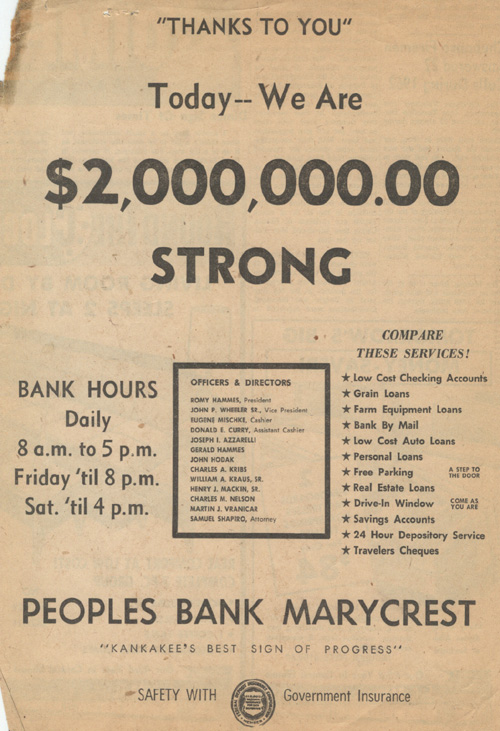 "THANKS TO YOU"
Today-- We Are
$2,000,000.00
STRONG
BANK HOURS
Daily
8 a.m. to 5 p.m.
Friday 'til 8 p.m.
Sat. 'til 4 p.m.
OFFICERS & DIRECTORS
ROMY HAMMES, President
JOHN P. WHEELER SR., Vice President
EUGENE MISCHKE, Cashier
DONALD E. CURRY, Assistant Cashier
JOSEPH I. AZZARELLI
GERALD HAMMES
JOHN HODAK
CHARLES A. KRIBS
WILLIAM A. KRAUS, SR.
HENRY J. MACKIN, SR.
CHARLES M. NELSON
MARTIN J. VRANICAR
SAMUEL SHAPIRO, Attorney
COMPARE
THESE SERVICES!
★ Low Cost Checking Accounts
★ Grain Loans
★ Farm Equipment Loans
★ Bank By Mail
★ Low Cost Auto Loans
★ Personal Loans
★ Free Parking A STEP TO THE DOOR
★ Real Estate Loans
★ Drive-In Window COME AS YOU ARE
★ Savings Accounts
★ 24 Hour Depository Service
★ Travelers Cheques
PEOPLES BANK MARYCREST
"KANKAKEE'S BEST SIGN OF PROGRESS"
SAFETY WITH Government Insurance